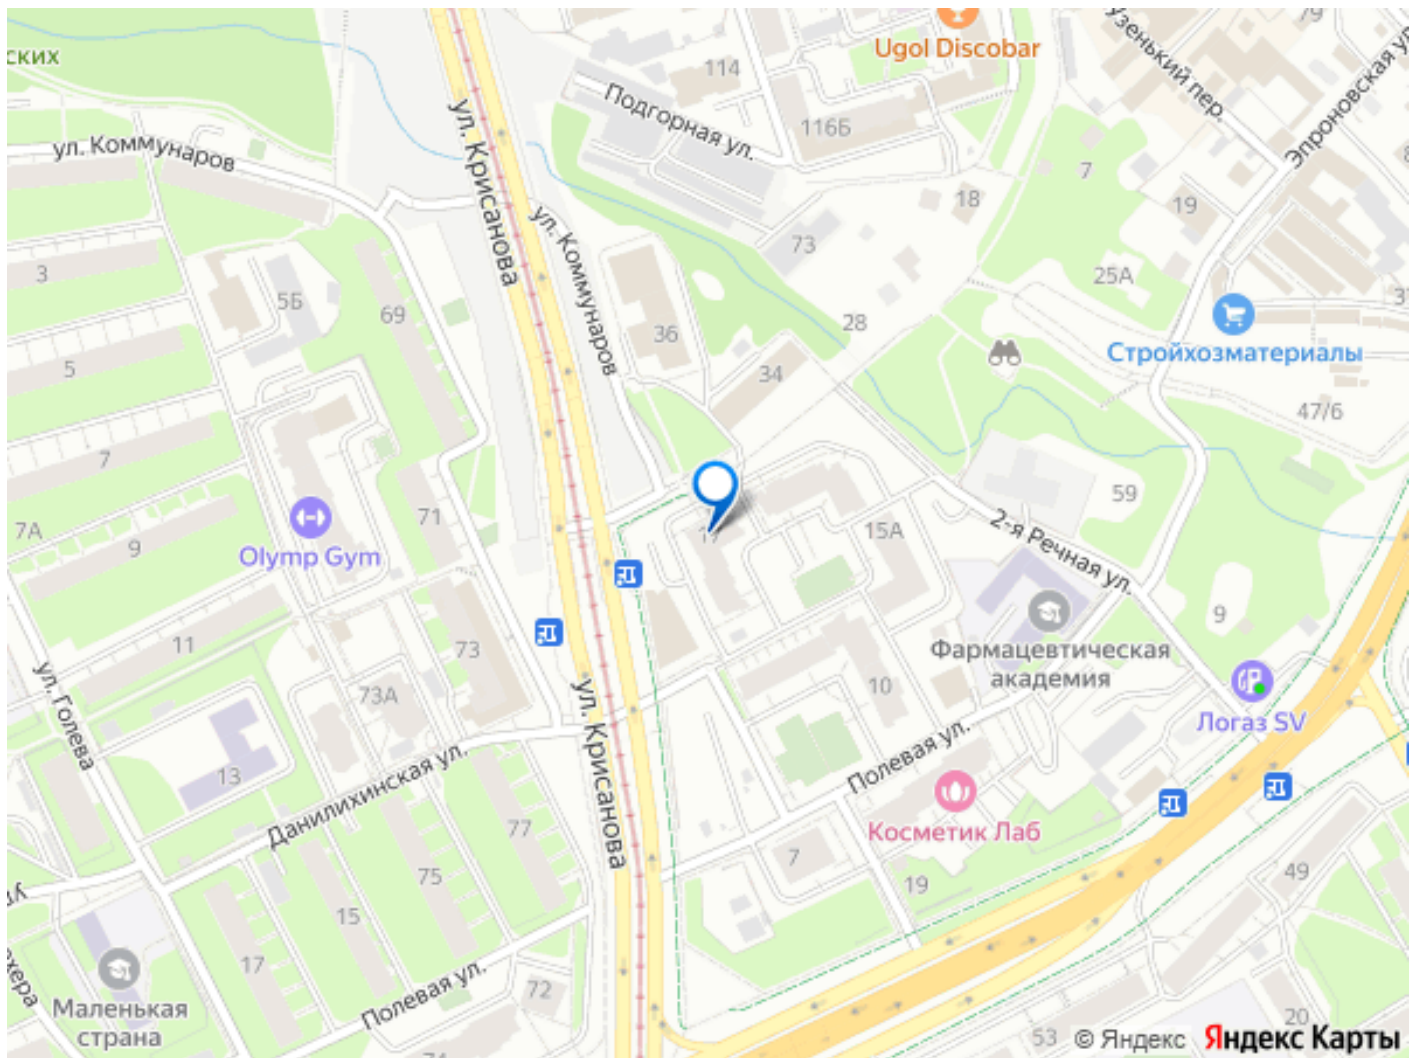 ских
Ugol Discobar
79
Узенький пер.
Эпроновская ул.
114
Подгорная ул.
116Б
ул. Коммунаров
ул. Крисанова
7
18
19
8
3
5Б
69
ул. Коммунаров
73
25А
36
28
Стройхозматериалы
5
34
47/6
7
7А
9
Olymp Gym
71
59
15А
2-я Речная ул.
11
73
9
Фармацевтическая
академия
10
73А
ул. Голева
ул. Крисанова
Логаз SV
13
Данилихинская ул.
Полевая ул.
Косметик Лаб
77
75
7
19
49
15
17
Маленькая
страна
Полевая ул.
72
53
20
© Яндекс Яндекс Карты